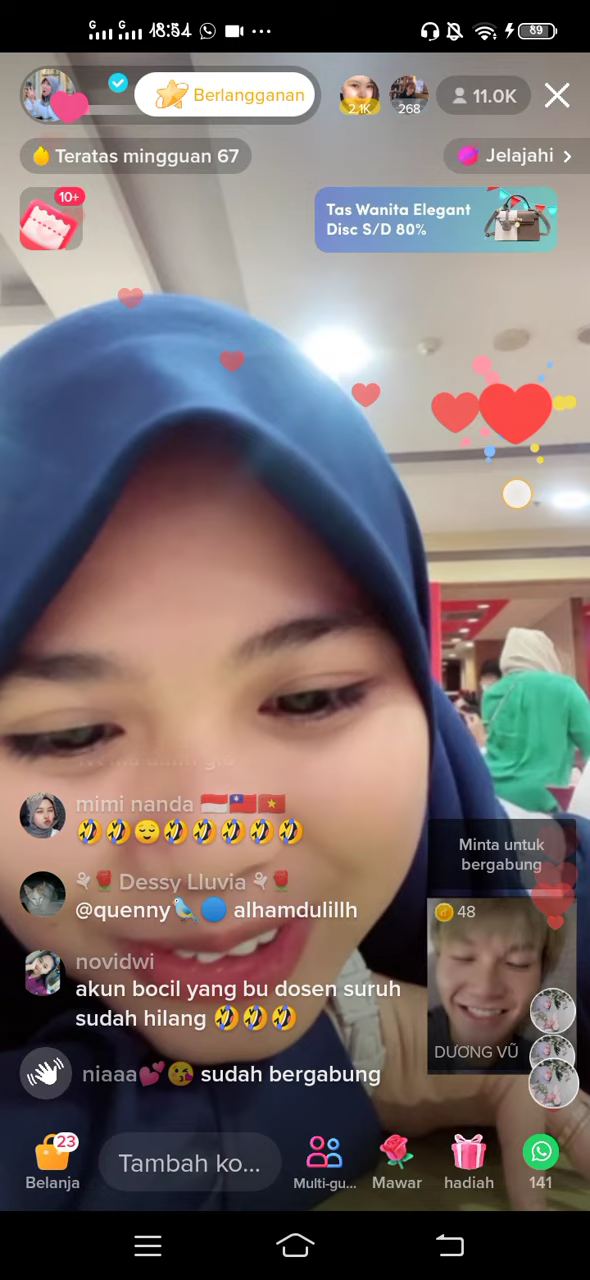 G G 18:54 89
Berlangganan
2,1K
268
11.0K
Teratas mingguan 67
Jelajahi
10+
Tas Wanita Elegant
Disc S/D 80%
mimi nanda 🇮🇩🇹🇼🇻🇳
🤣🤣😌🤣🤣🤣🤣🤣
Minta untuk
bergabung
🌹 Dessy Lluvia 🌹
@quenny🦜🔵 alhamdulillh
48
novidwi
akun bocil yang bu dosen suruh
sudah hilang 🤣🤣🤣
DƯƠNG VŨ
niaaa💕😘 sudah bergabung
23
Belanja
Tambah ko...
Multi-gu...
Mawar
hadiah
141